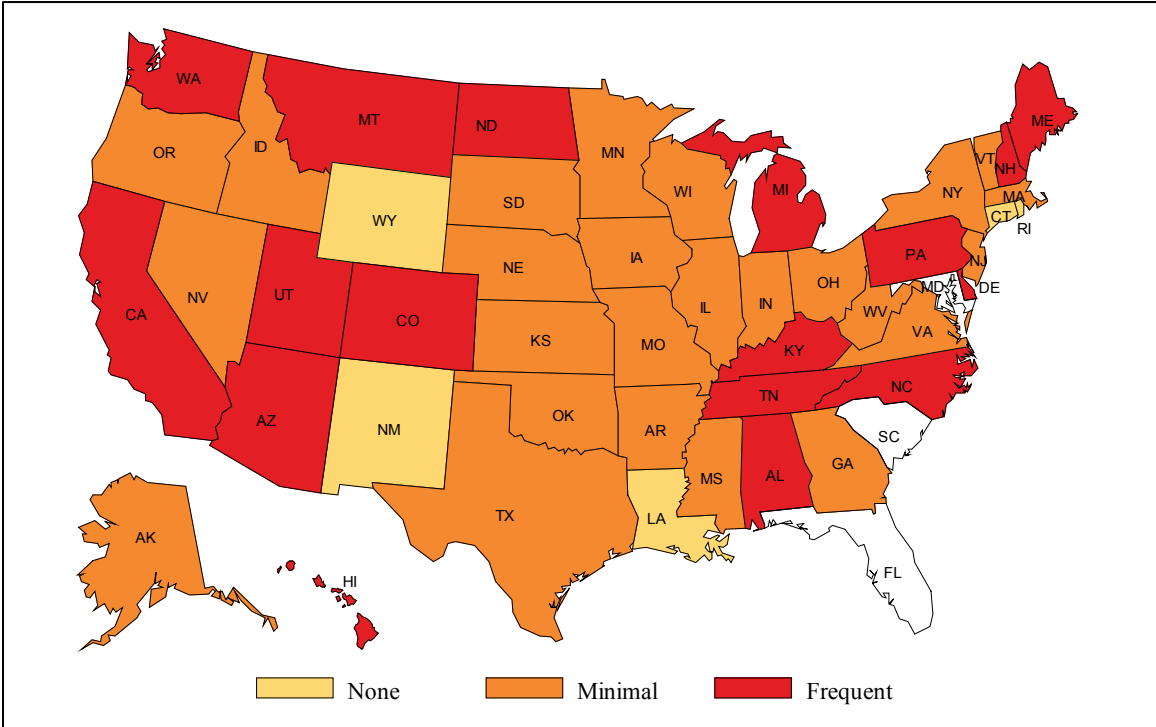 WA
MT
ND
MN
ME
OR
ID
SD
WI
MI
NY
VT
NH
MA
CT
RI
WY
NE
IA
PA
NJ
NV
UT
CO
KS
MO
IL
IN
OH
MD
DE
WV
VA
CA
KY
NC
TN
AZ
NM
OK
AR
SC
MS
AL
GA
TX
LA
AK
HI
FL
None
Minimal
Frequent